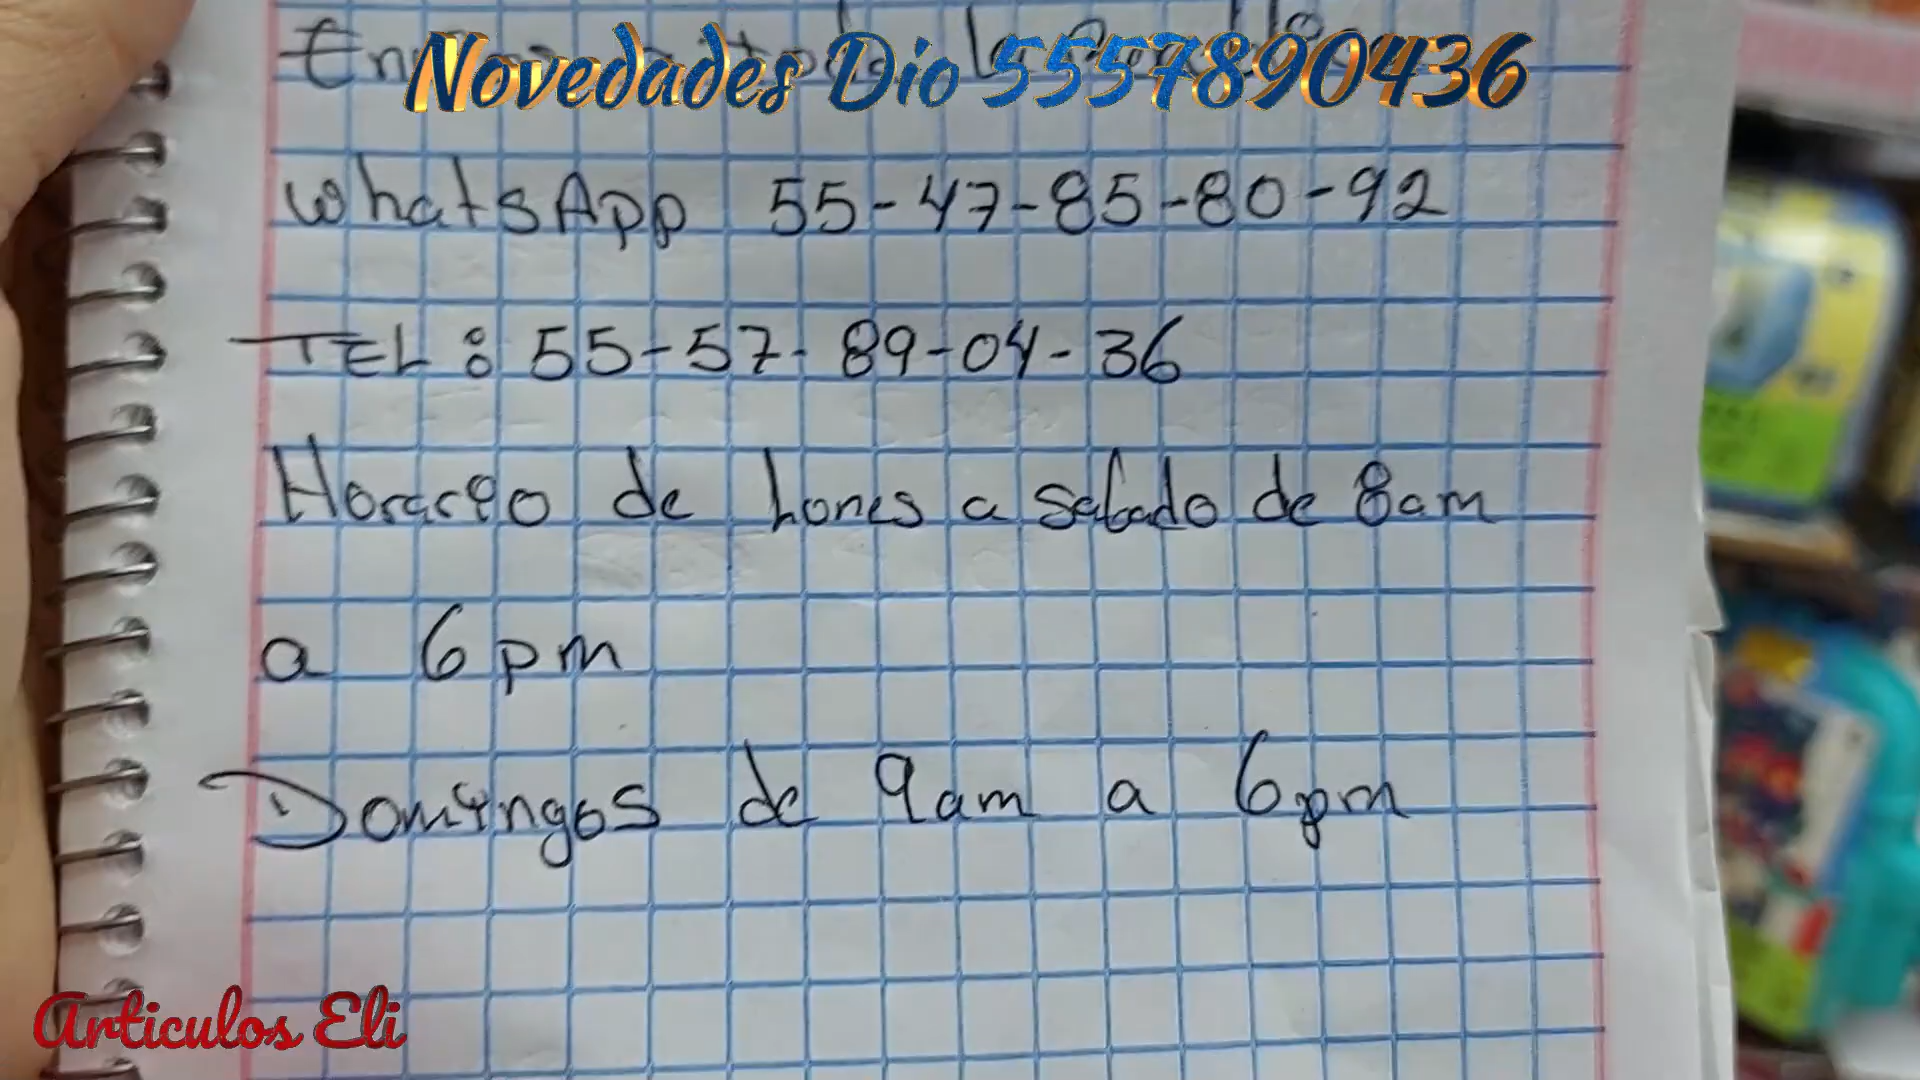 Novedades Dio 5557890436
WhatsApp 55-47-85-80-92
TEL: 55-57-89-04-36
Horario de Lones a Sabado de 8am
a 6pm
Domingos de 9am a 6pm
Articulos Eli